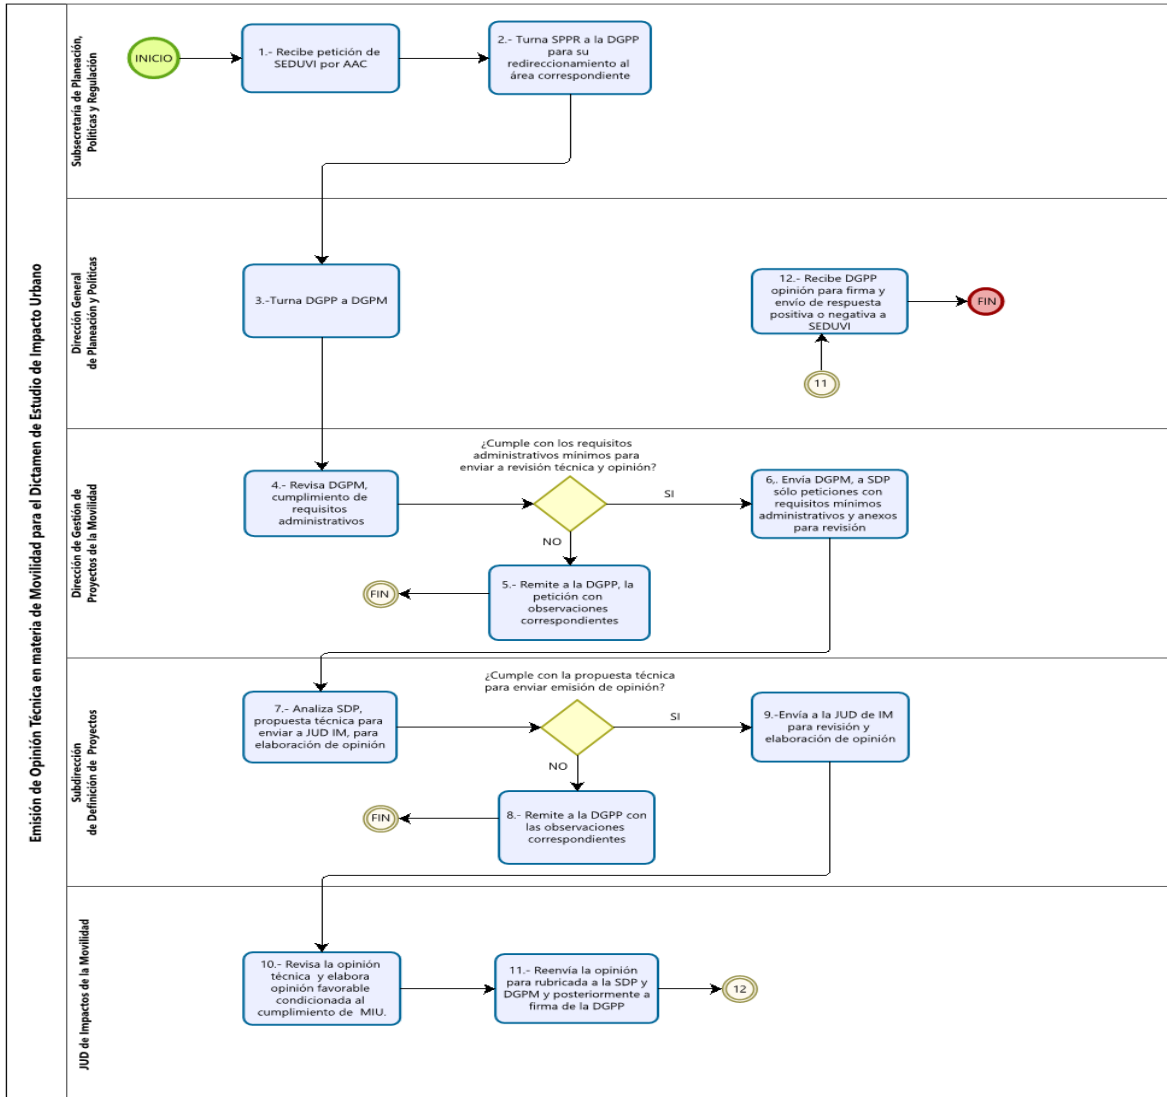 Emisión de Opinión Técnica en materia de Movilidad para el Dictamen de Estudio de Impacto Urbano
Subsecretaría de Planeación,
Políticas y Regulación
INICIO
1.- Recibe petición de
SEDUVI por AAC
2.- Turna SPPR a la DGPP
para su
redireccionamiento al
área correspondiente
Dirección General
de Planeación y Políticas
3.-Turna DGPP a DGPM
12.- Recibe DGPP
opinión para firma y
envío de respuesta
positiva o negativa a
SEDUVI
FIN
11
Dirección de Gestión de
Proyectos de la Movilidad
4.- Revisa DGPM,
cumplimiento de
requisitos
administrativos
¿Cumple con los requisitos
administrativos mínimos para
enviar a revisión técnica y opinión?
SI
NO
6,. Envía DGPM, a SDP
sólo peticiones con
requisitos mínimos
administrativos y anexos
para revisión
5.- Remite a la DGPP, la
petición con
observaciones
correspondientes
FIN
Subdirección
de Definición de Proyectos
7.- Analiza SDP,
propuesta técnica para
enviar a JUD IM, para
elaboración de opinión
¿Cumple con la propuesta técnica
para enviar emisión de opinión?
SI
NO
9.-Envía a la JUD de IM
para revisión y
elaboración de opinión
8.- Remite a la DGPP con
las observaciones
correspondientes
FIN
JUD de Impactos de la Movilidad
10.- Revisa la opinión
técnica y elabora
opinión favorable
condicionada al
cumplimiento de MIU.
11.- Reenvía la opinión
para rubricada a la SDP y
DGPM y posteriormente a
firma de la DGPP
12